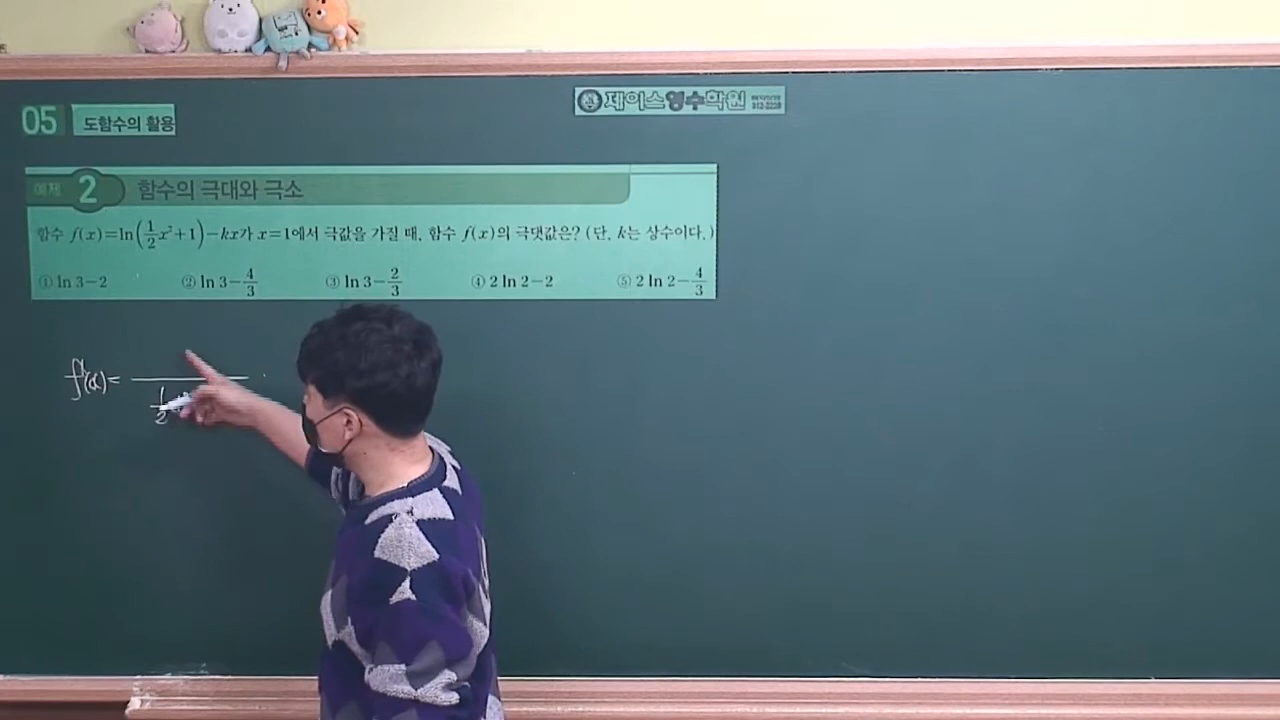 05 도함수의 활용
제이스영수학원
예제 2 함수의 극대와 극소
함수 f(x)=ln(1/2x²+1)−kx가 x=1에서 극값을 가질 때, 함수 f(x)의 극댓값은? (단, k는 상수이다.)
① ln 3−2 ② ln 3−4/3 ③ ln 3−2/3 ④ 2 ln 2−2 ⑤ 2 ln 2−4/3
f'(x)=
1/2